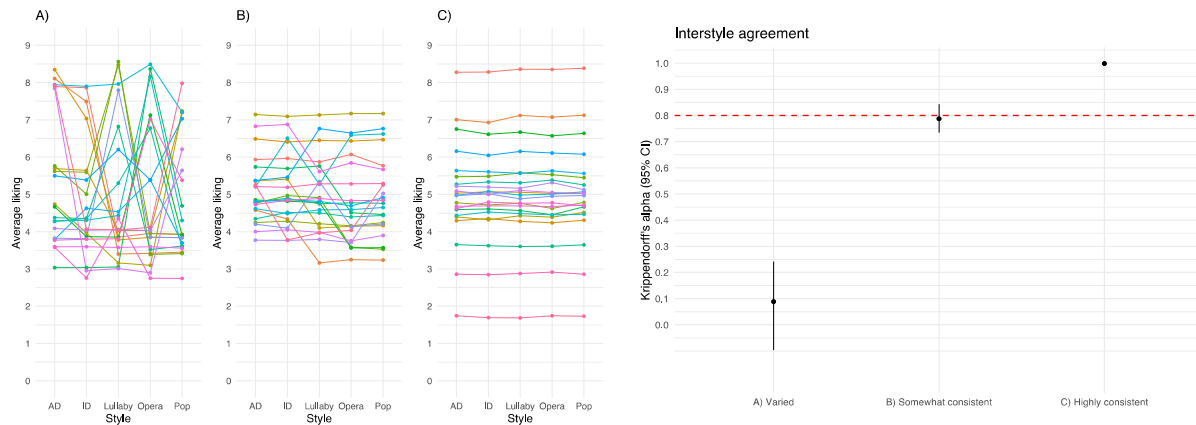 A)
B)
C)
9
8
7
6
5
4
3
2
1
0
Average liking
AD ID Lullaby Opera Pop
Style
9
8
7
6
5
4
3
2
1
0
Average liking
AD ID Lullaby Opera Pop
Style
9
8
7
6
5
4
3
2
1
0
Average liking
AD ID Lullaby Opera Pop
Style
Interstyle agreement
1.0
0.9
0.8
0.7
0.6
0.5
0.4
0.3
0.2
0.1
0.0
Krippendorff's alpha (95% CI)
A) Varied
B) Somewhat consistent
C) Highly consistent